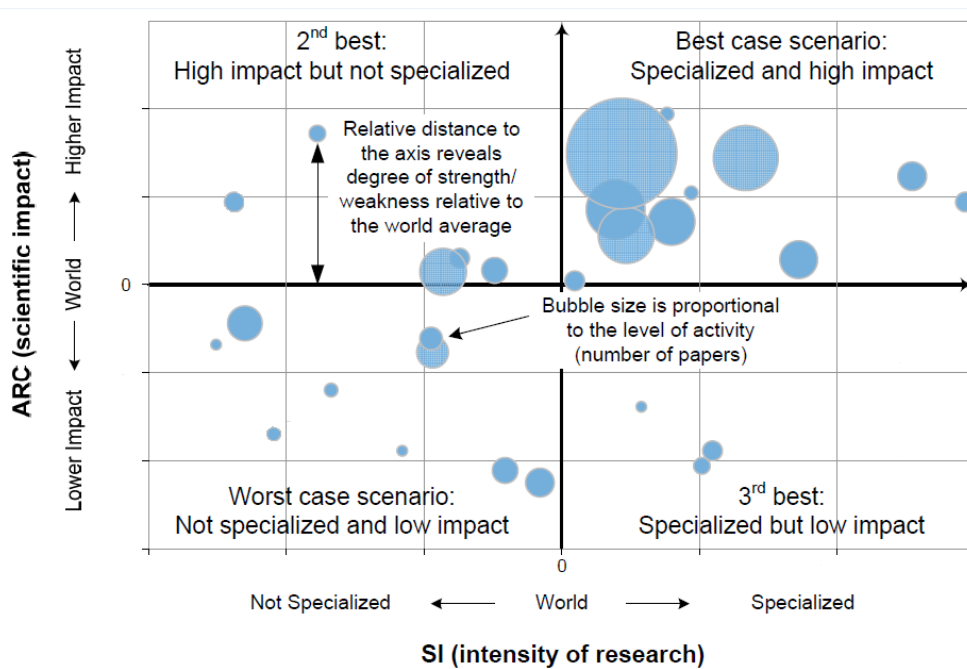 2nd best:
High impact but not specialized
Best case scenario:
Specialized and high impact
Relative distance to
the axis reveals
degree of strength/
weakness relative to
the world average
ARC (scientific impact)
Higher Impact
World
Lower Impact
0
Bubble size is proportional
to the level of activity
(number of papers)
Worst case scenario:
Not specialized and low impact
3rd best:
Specialized but low impact
0
Not Specialized
World
Specialized
SI (intensity of research)